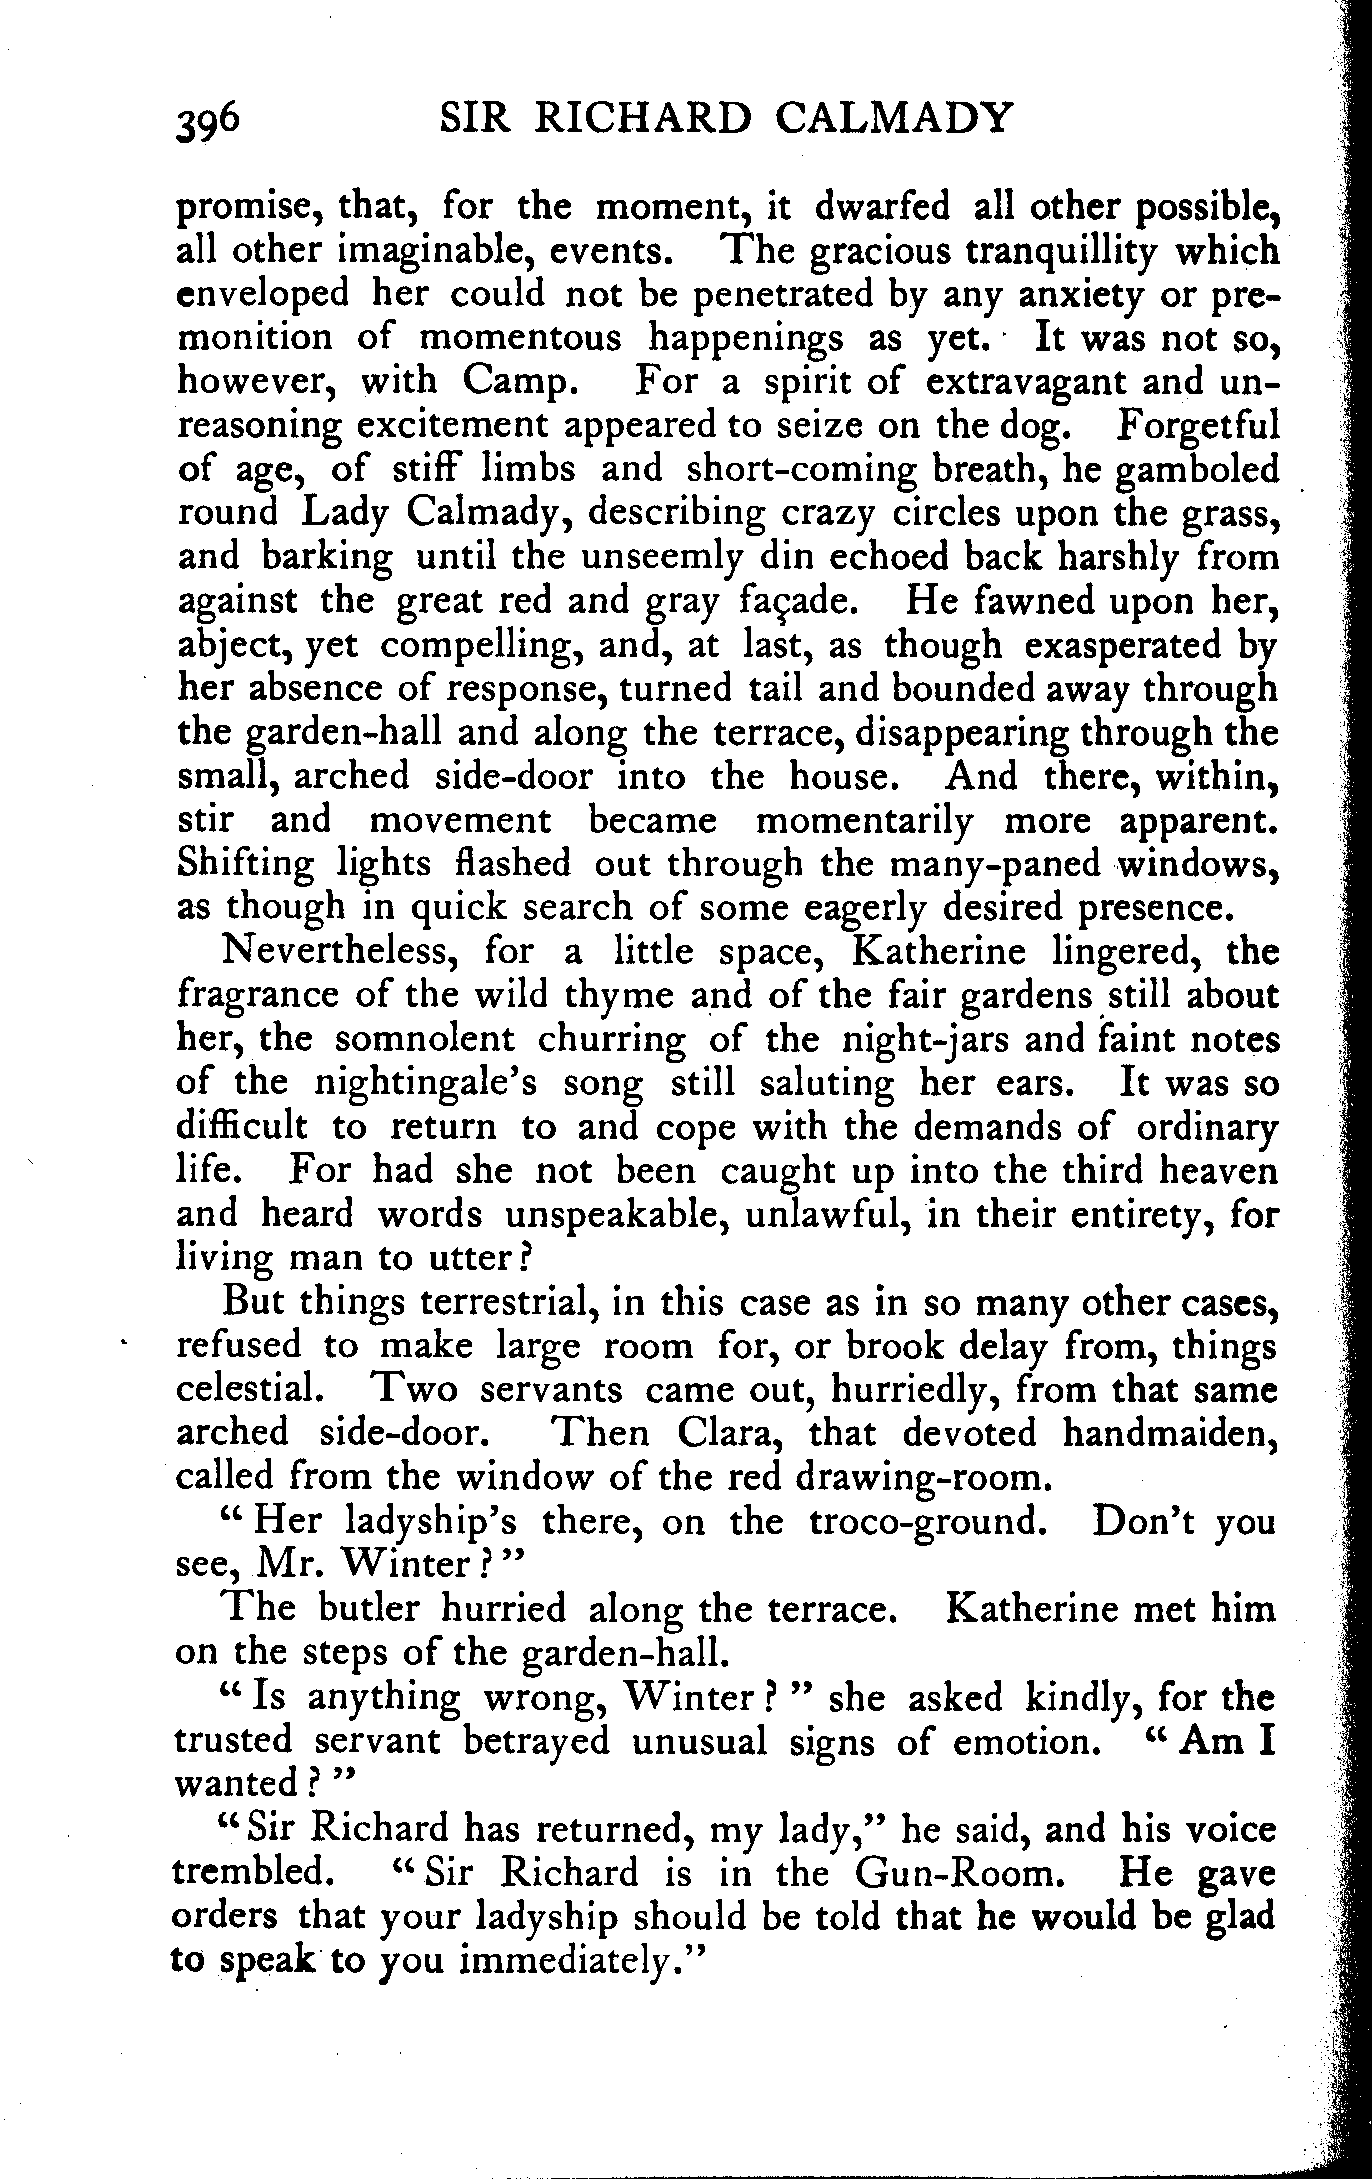 396 SIR RICHARD CALMADY
promise, that, for the moment, it dwarfed all other possible,
all other imaginable, events. The gracious tranquillity which
enveloped her could not be penetrated by any anxiety or pre-
monition of momentous happenings as yet. It was not so,
however, with Camp. For a spirit of extravagant and un-
reasoning excitement appeared to seize on the dog. Forgetful
of age, of stiff limbs and short-coming breath, he gamboled
round Lady Calmady, describing crazy circles upon the grass,
and barking until the unseemly din echoed back harshly from
against the great red and gray façade. He fawned upon her,
abject, yet compelling, and, at last, as though exasperated by
her absence of response, turned tail and bounded away through
the garden-hall and along the terrace, disappearing through the
small, arched side-door into the house. And there, within,
stir and movement became momentarily more apparent.
Shifting lights flashed out through the many-paned windows,
as though in quick search of some eagerly desired presence.
Nevertheless, for a little space, Katherine lingered, the
fragrance of the wild thyme and of the fair gardens still about
her, the somnolent churring of the night-jars and faint notes
of the nightingale's song still saluting her ears. It was so
difficult to return to and cope with the demands of ordinary
life. For had she not been caught up into the third heaven
and heard words unspeakable, unlawful, in their entirety, for
living man to utter?
But things terrestrial, in this case as in so many other cases,
refused to make large room for, or brook delay from, things
celestial. Two servants came out, hurriedly, from that same
arched side-door. Then Clara, that devoted handmaiden,
called from the window of the red drawing-room.
"Her ladyship's there, on the troco-ground. Don't you
see, Mr. Winter?"
The butler hurried along the terrace. Katherine met him
on the steps of the garden-hall.
"Is anything wrong, Winter?" she asked kindly, for the
trusted servant betrayed unusual signs of emotion. "Am I
wanted?"
"Sir Richard has returned, my lady," he said, and his voice
trembled. "Sir Richard is in the Gun-Room. He gave
orders that your ladyship should be told that he would be glad
to speak to you immediately."